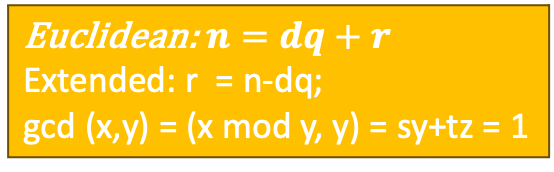 Euclidean: n = dq + r
Extended: r = n-dq;
gcd (x,y) = (x mod y, y) = sy+tz = 1